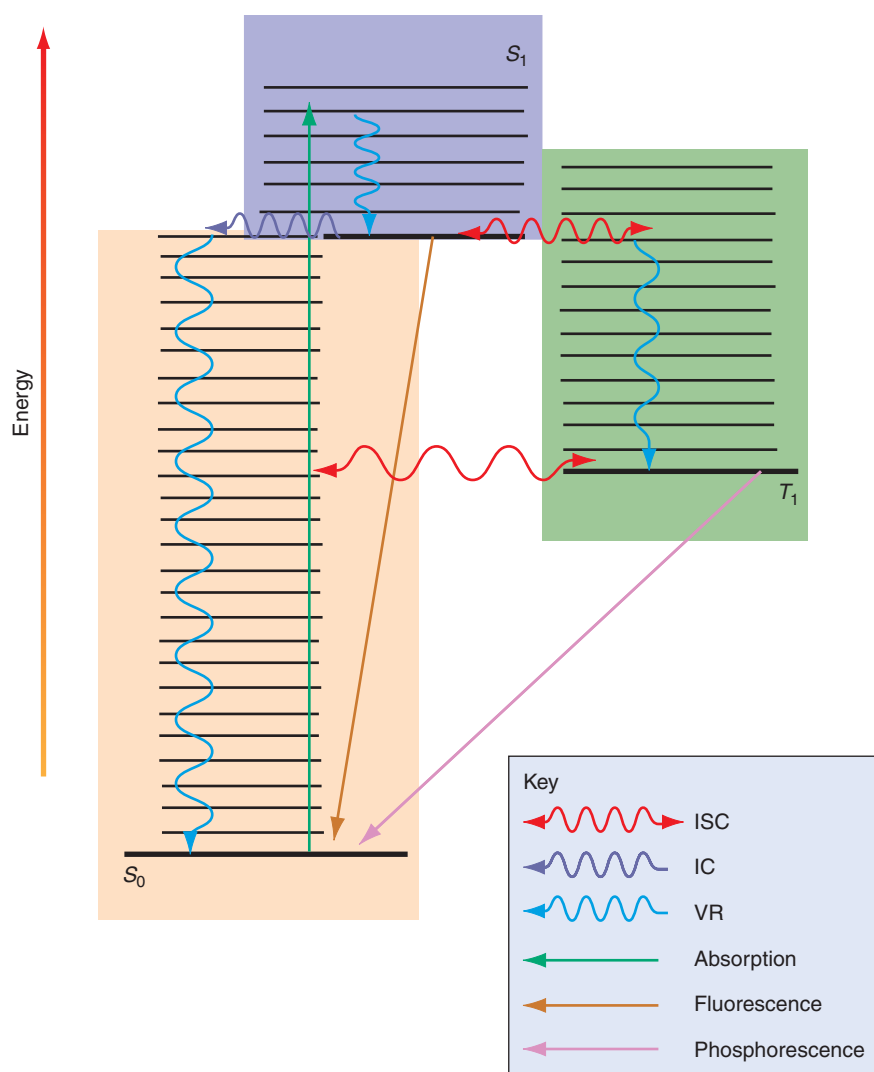 S1
Energy
T1
S0
Key
ISC
IC
VR
Absorption
Fluorescence
Phosphorescence